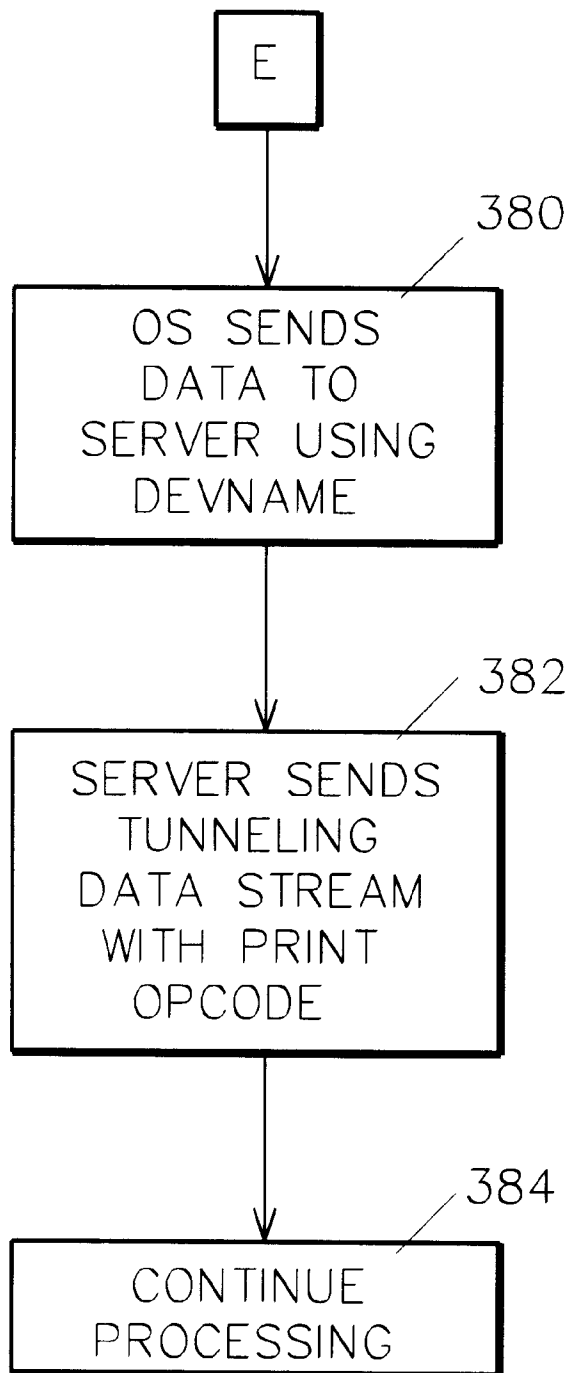 E
380
OS SENDS
DATA TO
SERVER USING
DEVNAME
382
SERVER SENDS
TUNNELING
DATA STREAM
WITH PRINT
OPCODE
384
CONTINUE
PROCESSING